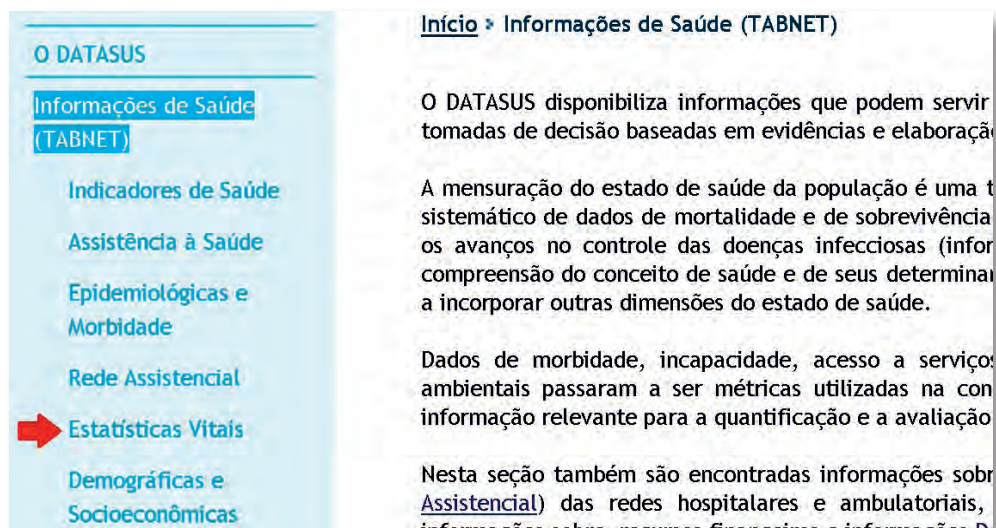 O DATASUS
Informações de Saúde
(TABNET)
Indicadores de Saúde
Assistência à Saúde
Epidemiológicas e
Morbidade
Rede Assistencial
Estatísticas Vitais
Demográficas e
Socioeconômicas
Início > Informações de Saúde (TABNET)
O DATASUS disponibiliza informações que podem servir
tomadas de decisão baseadas em evidências e elaboraçã
A mensuração do estado de saúde da população é uma t
sistemático de dados de mortalidade e de sobrevivência
os avanços no controle das doenças infecciosas (infor
compreensão do conceito de saúde e de seus determina
a incorporar outras dimensões do estado de saúde.
Dados de morbidade, incapacidade, acesso a serviços
ambientais passaram a ser métricas utilizadas na con
informação relevante para a quantificação e a avaliação
Nesta seção também são encontradas informações sobr
Assistencial) das redes hospitalares e ambulatoriais,